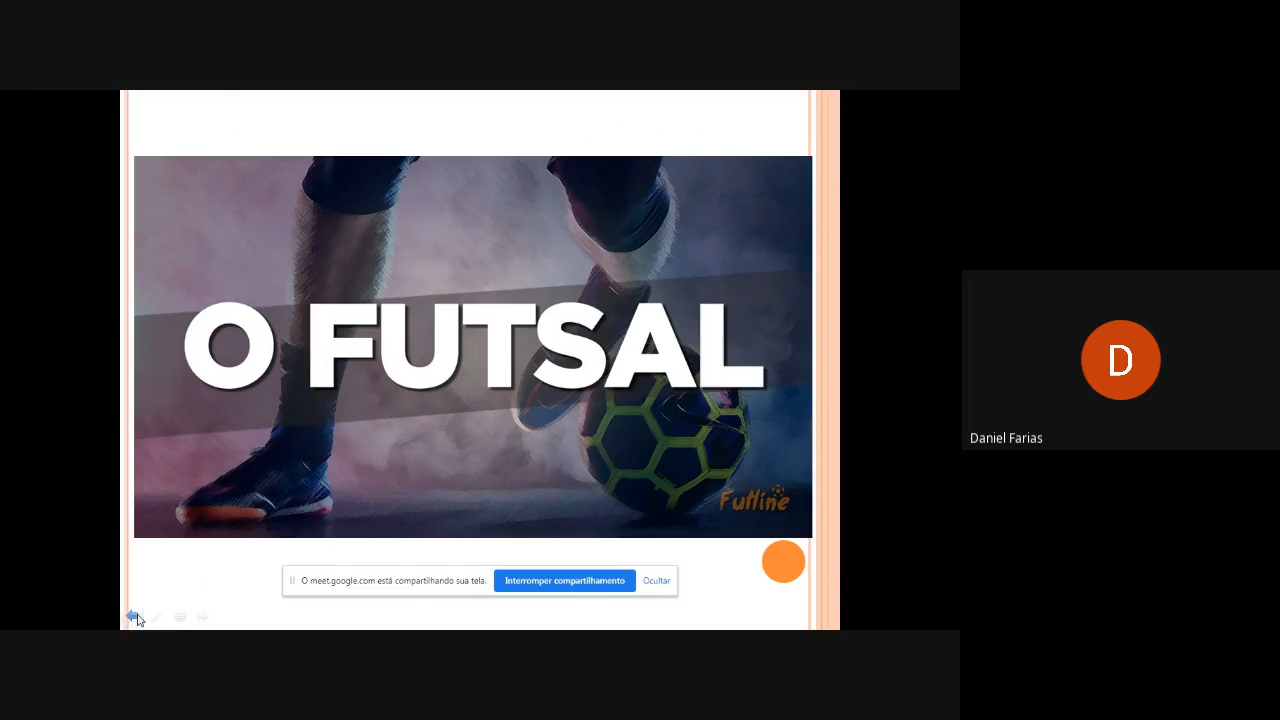 O FUTSAL
Futline
O meet.google.com está compartilhando sua tela.
Interromper compartilhamento
Ocultar
D
Daniel Farias